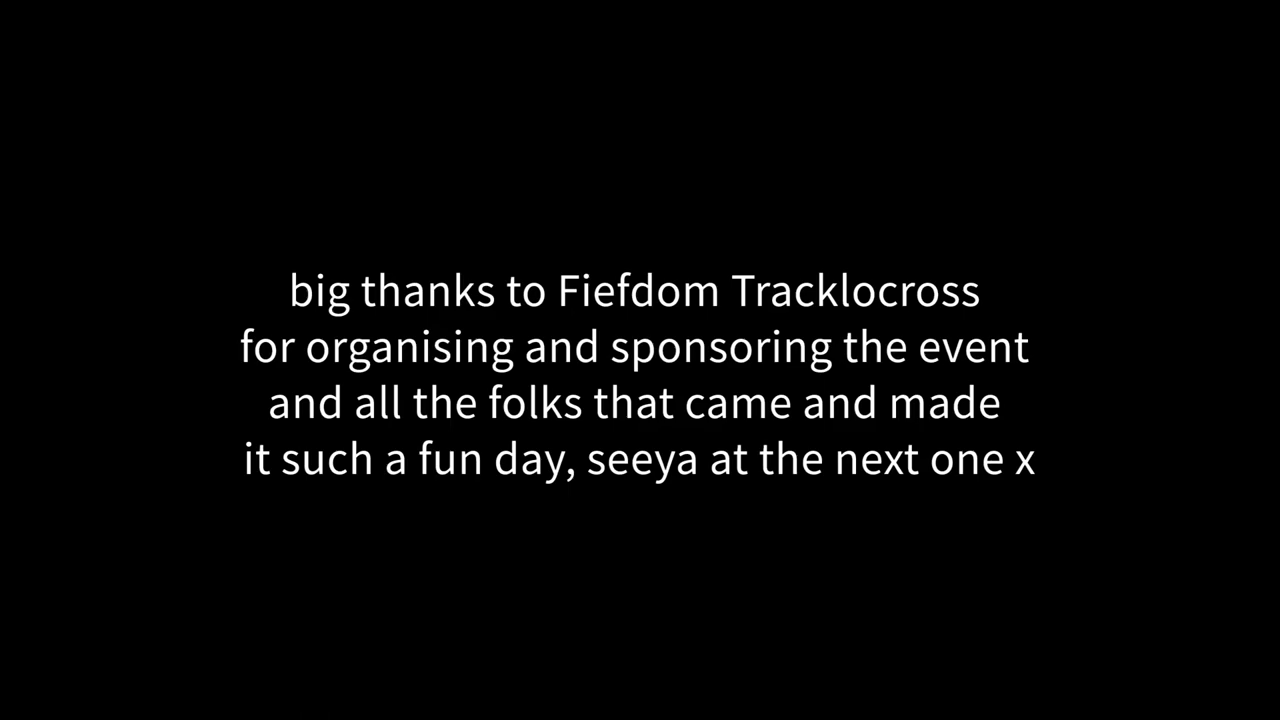 big thanks to Fiefdom Tracklocross
for organising and sponsoring the event
and all the folks that came and made
it such a fun day, seeya at the next one x